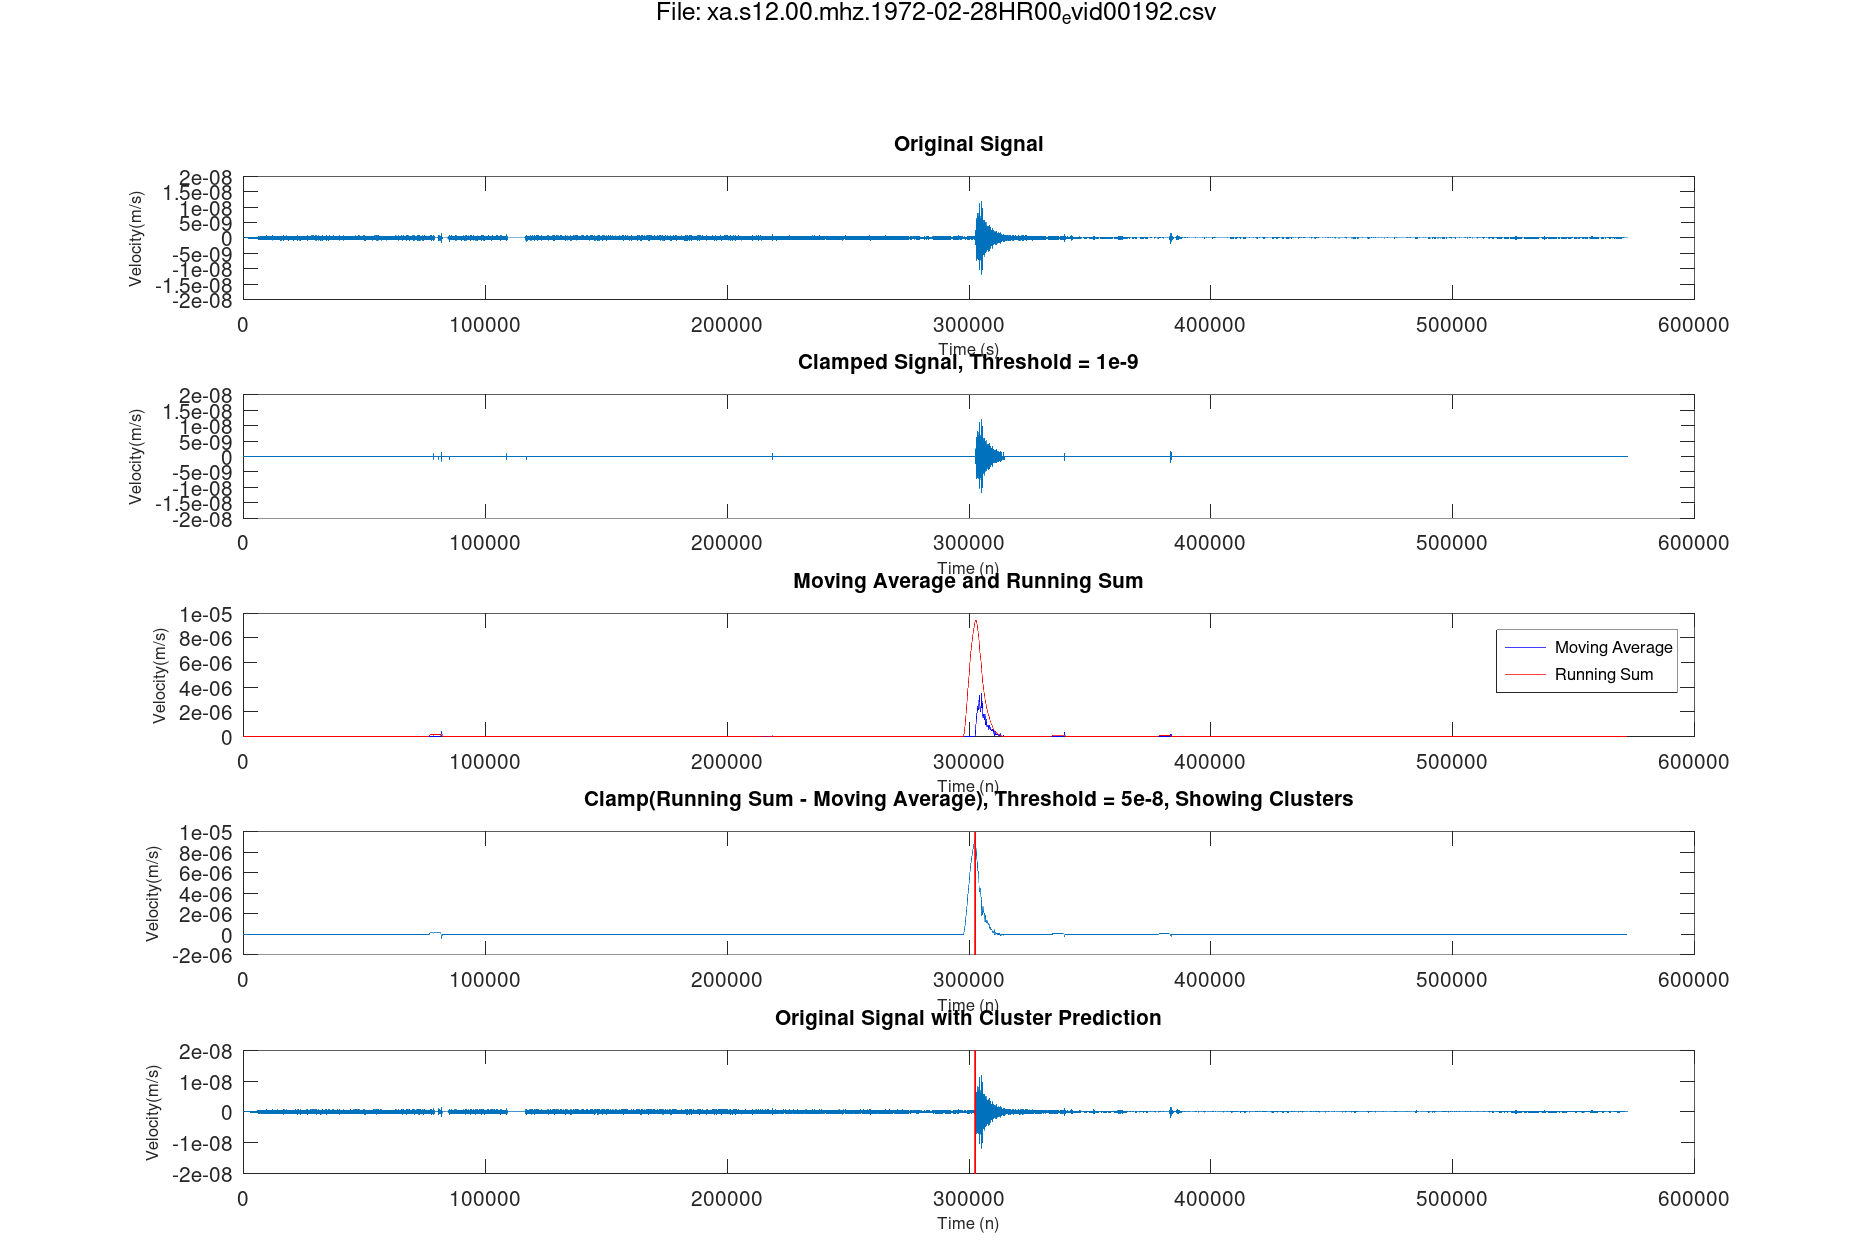 File: xa.s12.00.mhz.1972-02-28HR00evid00192.csv
Original Signal
2e-08
1.5e-08
1e-08
5e-09
0
-5e-09
-1e-08
-1.5e-08
-2e-08
Velocity(m/s)
0 100000 200000 300000 400000 500000 600000
Time (s)
Clamped Signal, Threshold = 1e-9
2e-08
1.5e-08
1e-08
5e-09
0
-5e-09
-1e-08
-1.5e-08
-2e-08
Velocity(m/s)
0 100000 200000 300000 400000 500000 600000
Time (n)
Moving Average and Running Sum
1e-05
8e-06
6e-06
4e-06
2e-06
0
Velocity(m/s)
Moving Average
Running Sum
0 100000 200000 300000 400000 500000 600000
Time (n)
Clamp(Running Sum - Moving Average), Threshold = 5e-8, Showing Clusters
1e-05
8e-06
6e-06
4e-06
2e-06
0
-2e-06
Velocity(m/s)
0 100000 200000 300000 400000 500000 600000
Time (n)
Original Signal with Cluster Prediction
2e-08
1e-08
0
-1e-08
-2e-08
Velocity(m/s)
0 100000 200000 300000 400000 500000 600000
Time (n)